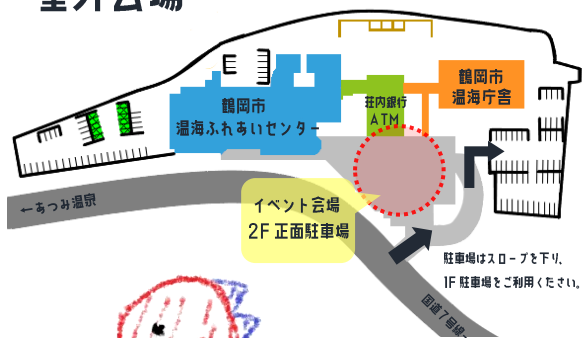 室外会場
鶴岡市
温海ふれあいセンター
荘内銀行
ATM
鶴岡市
温海庁舎
←あつみ温泉
イベント会場
2F 正面駐車場
駐車場はスロープを下り、
1F 駐車場をご利用ください。
国道7号線→